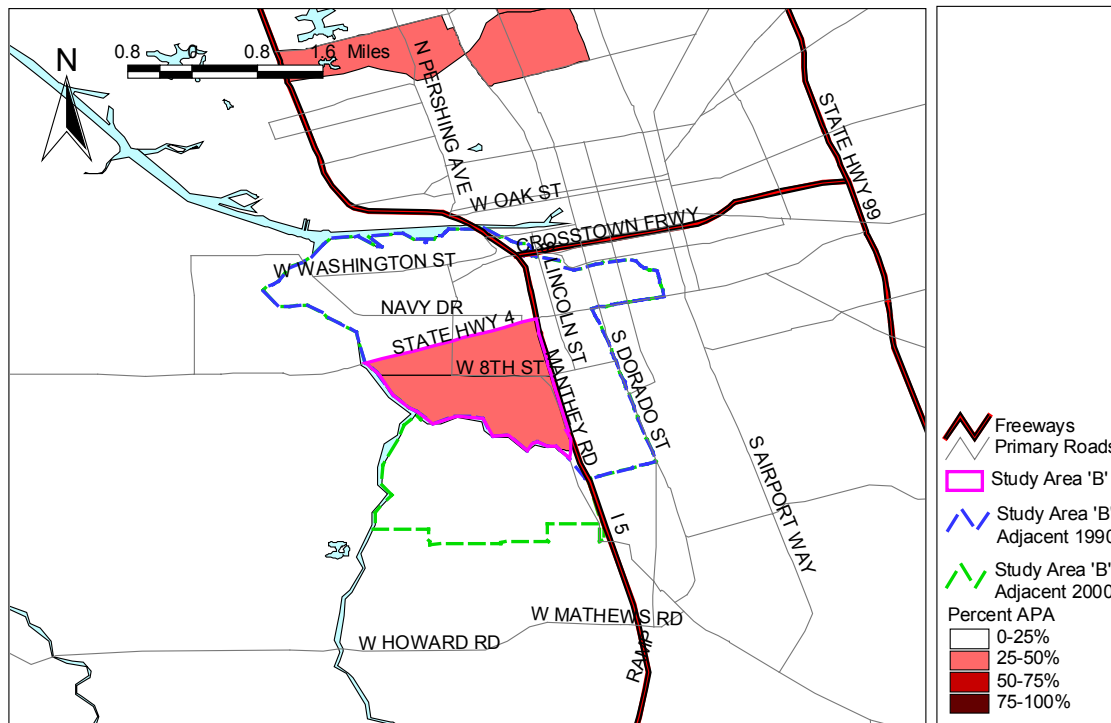 0.8 0 0.8 1.6 Miles
N
N PERSHING AVE
STATE HWY 99
W OAK ST
CROSSTOWN FRWY
W WASHINGTON ST
S LINCOLN ST
NAVY DR
STATE HWY 4
S DORADO ST
W 8TH ST
MANTHEY RD
S AIRPORT WAY
I 5
W MATHEWS RD
W HOWARD RD
RAMP
Freeways
Primary Roads
Study Area 'B'
Study Area 'B'
Adjacent 1990
Study Area 'B'
Adjacent 2000
Percent APA
0-25%
25-50%
50-75%
75-100%